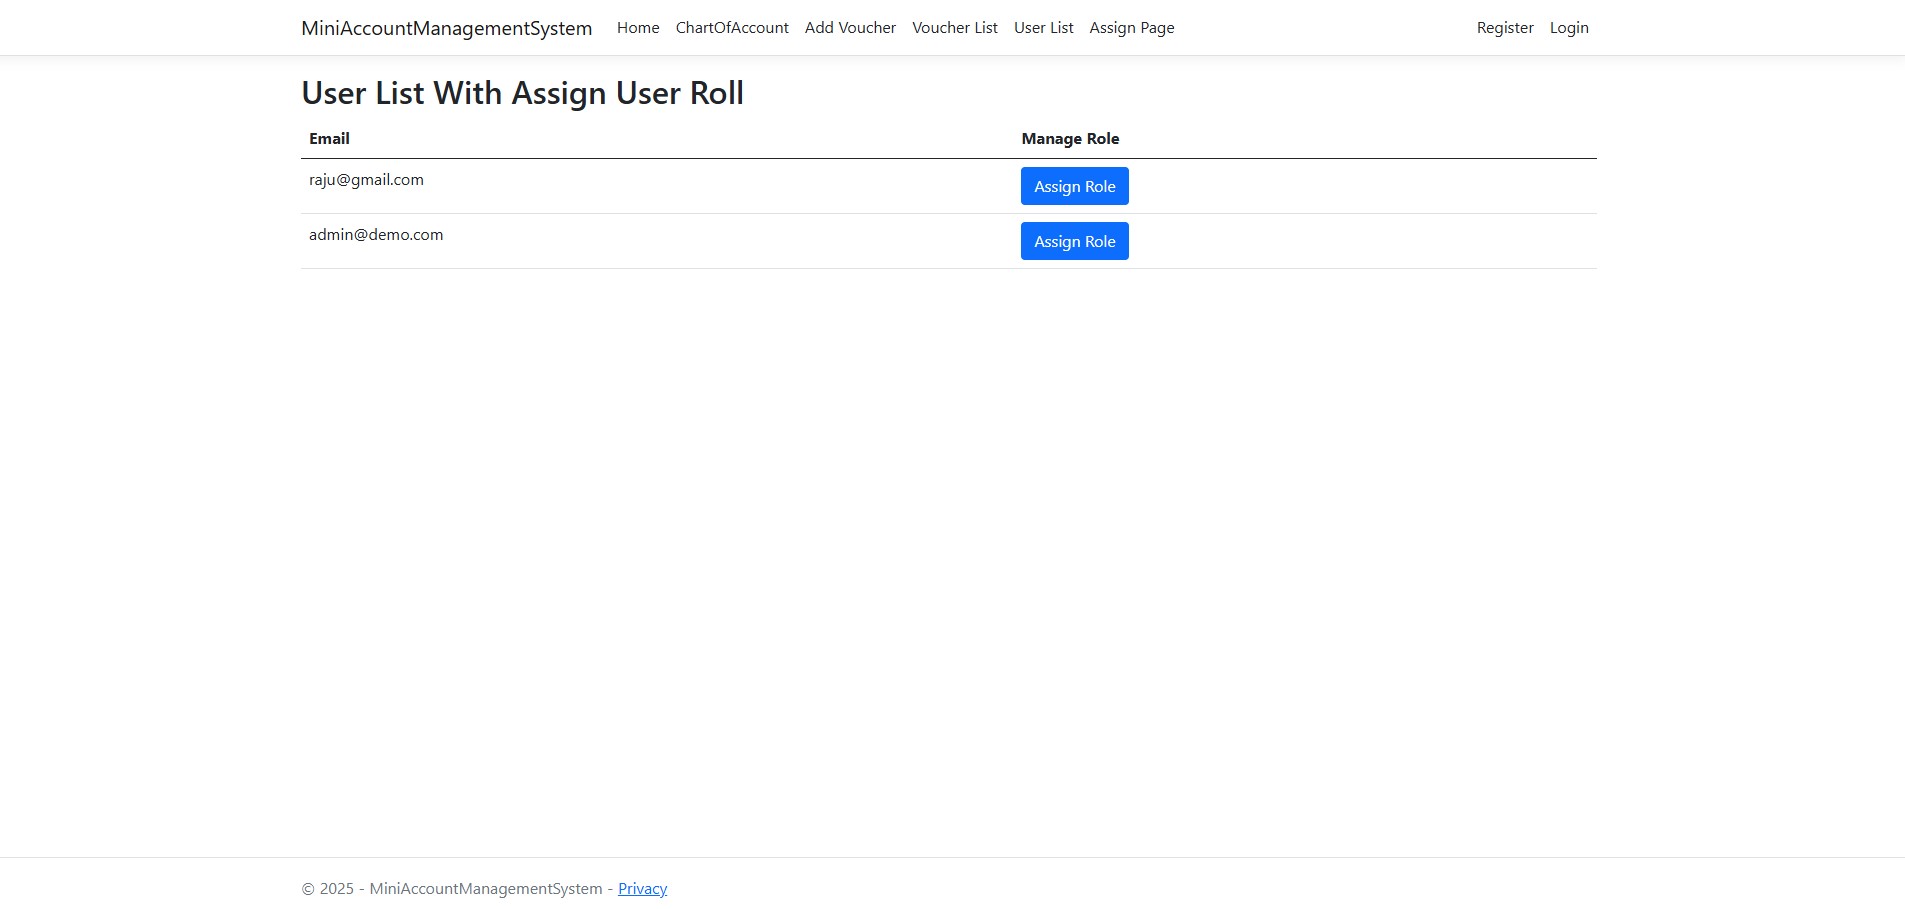 MiniAccountManagementSystem Home ChartOfAccount Add Voucher Voucher List User List Assign Page Register Login
User List With Assign User Roll
Email Manage Role
raju@gmail.com Assign Role
admin@demo.com Assign Role
© 2025 - MiniAccountManagementSystem - Privacy